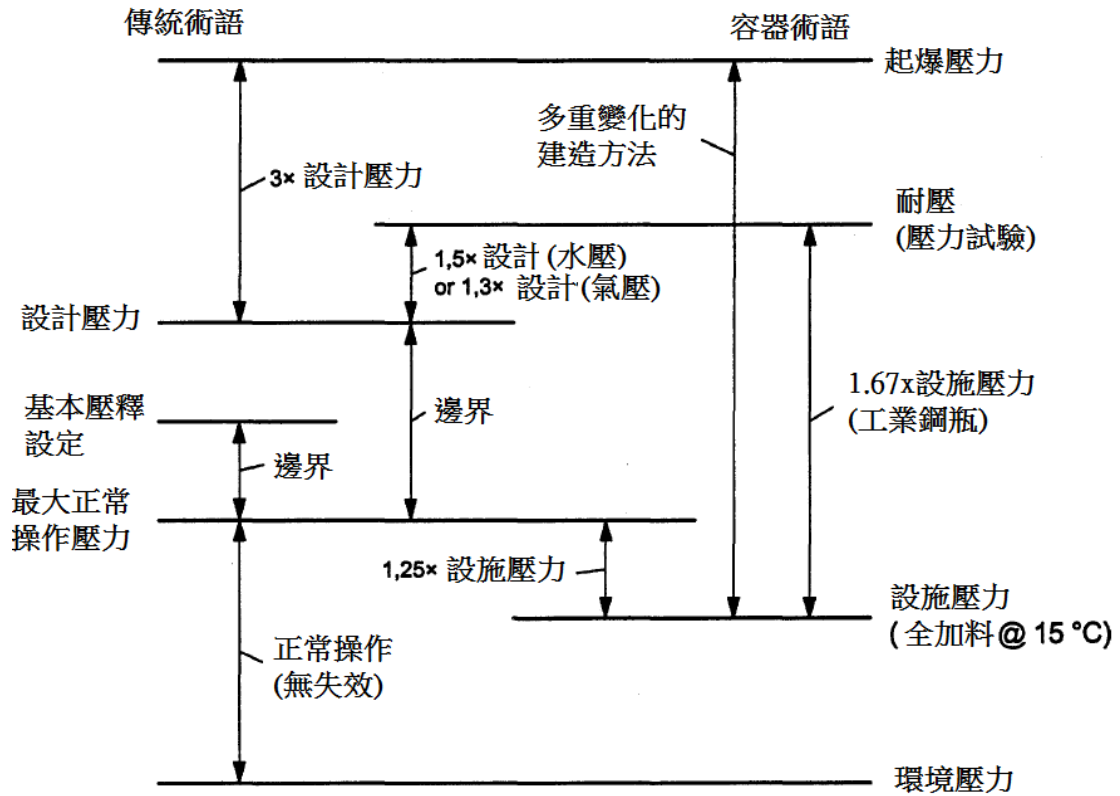 傳統術語
容器術語
起爆壓力
多重變化的
建造方法
3× 設計壓力
耐壓
(壓力試驗)
1,5× 設計 (水壓)
or 1,3× 設計 (氣壓)
設計壓力
1.67x設施壓力
(工業鋼瓶)
基本壓釋
設定
邊界
邊界
最大正常
操作壓力
1,25× 設施壓力
設施壓力
( 全加料 @ 15 °C)
正常操作
(無失效)
環境壓力